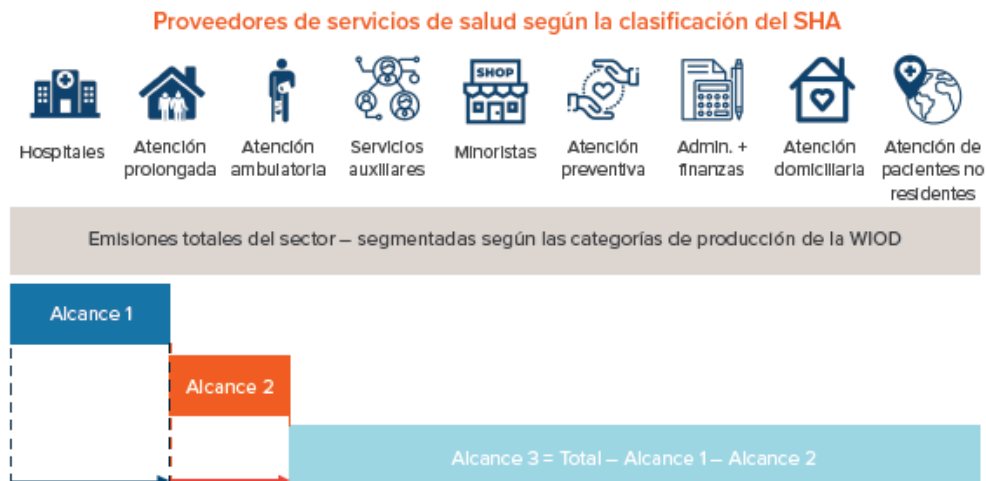 Proveedores de servicios de salud según la clasificación del SHA
SHOP
Hospitales
Atención
prolongada
Atención
ambulatoria
Servicios
auxiliares
Minoristas
Atención
preventiva
Admin. +
finanzas
Atención
domiciliaria
Atención de
pacientes no
residentes
Emisiones totales del sector – segmentadas según las categorías de producción de la WIOD
Alcance 1
Alcance 2
Alcance 3 = Total – Alcance 1 – Alcance 2